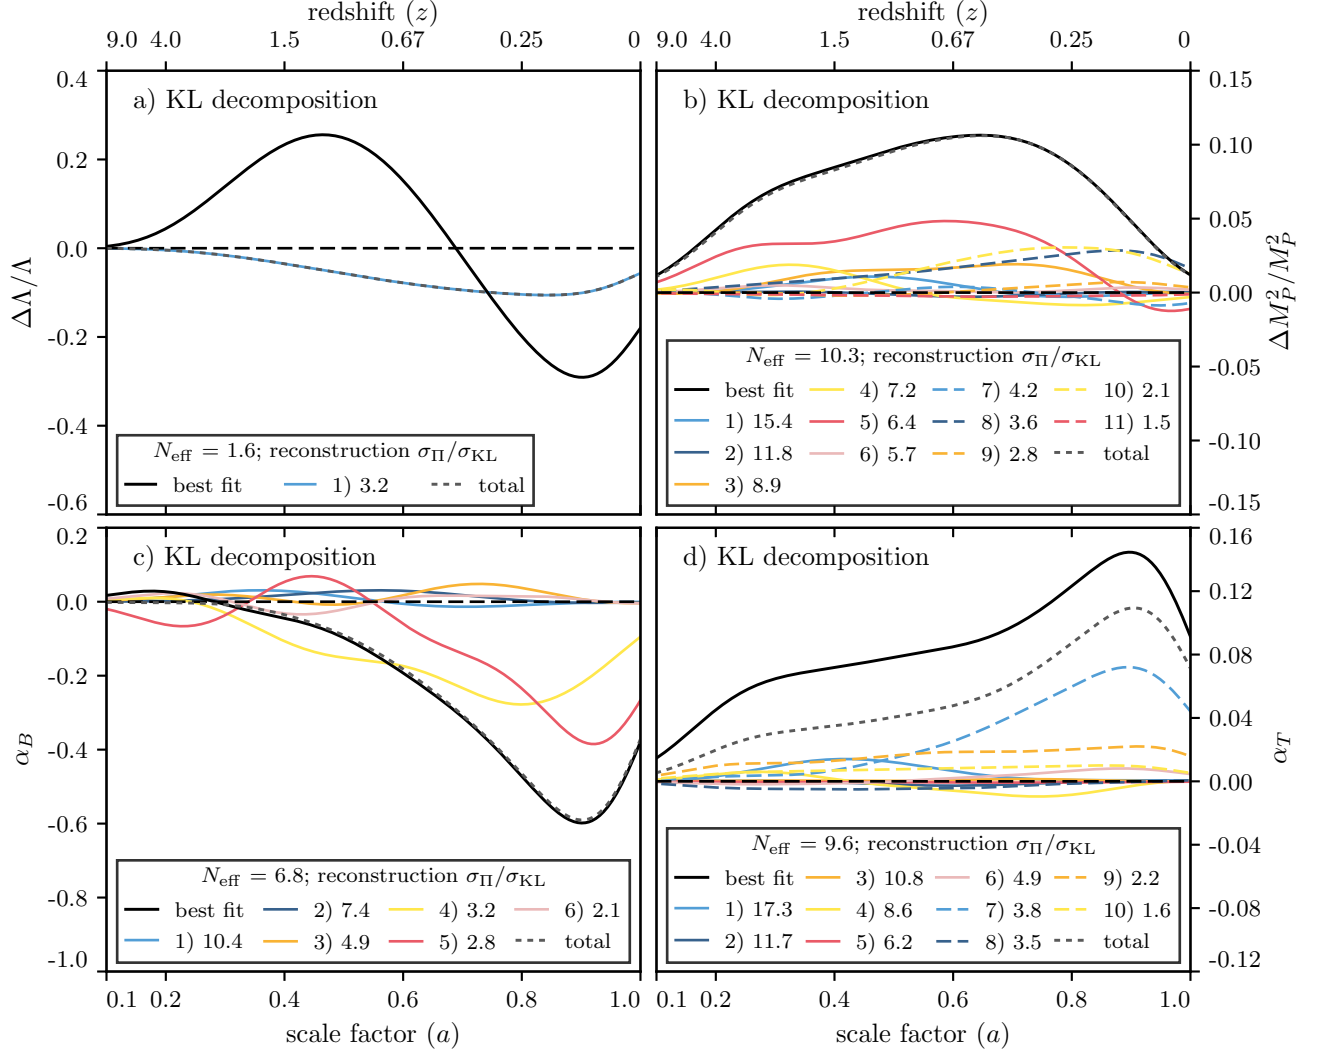 redshift (z)
9.0 4.0 1.5 0.67 0.25 0
redshift (z)
9.0 4.0 1.5 0.67 0.25 0
a) KL decomposition
0.4
0.2
0.0
-0.2
-0.4
-0.6
ΔΛ/Λ
N_eff = 1.6; reconstruction σ_Π/σ_KL
best fit 1) 3.2 total
b) KL decomposition
0.15
0.10
0.05
0.00
-0.05
-0.10
-0.15
ΔM_P^2/M_P^2
N_eff = 10.3; reconstruction σ_Π/σ_KL
best fit 4) 7.2 7) 4.2 10) 2.1
1) 15.4 5) 6.4 8) 3.6 11) 1.5
2) 11.8 6) 5.7 9) 2.8 total
3) 8.9
c) KL decomposition
0.2
0.0
-0.2
-0.4
-0.6
-0.8
-1.0
α_B
N_eff = 6.8; reconstruction σ_Π/σ_KL
best fit 2) 7.4 4) 3.2 6) 2.1
1) 10.4 3) 4.9 5) 2.8 total
0.1 0.2 0.4 0.6 0.8 1.0
scale factor (a)
d) KL decomposition
0.16
0.12
0.08
0.04
0.00
-0.04
-0.08
-0.12
α_T
N_eff = 9.6; reconstruction σ_Π/σ_KL
best fit 3) 10.8 6) 4.9 9) 2.2
1) 17.3 4) 8.6 7) 3.8 10) 1.6
2) 11.7 5) 6.2 8) 3.5 total
0.1 0.2 0.4 0.6 0.8 1.0
scale factor (a)